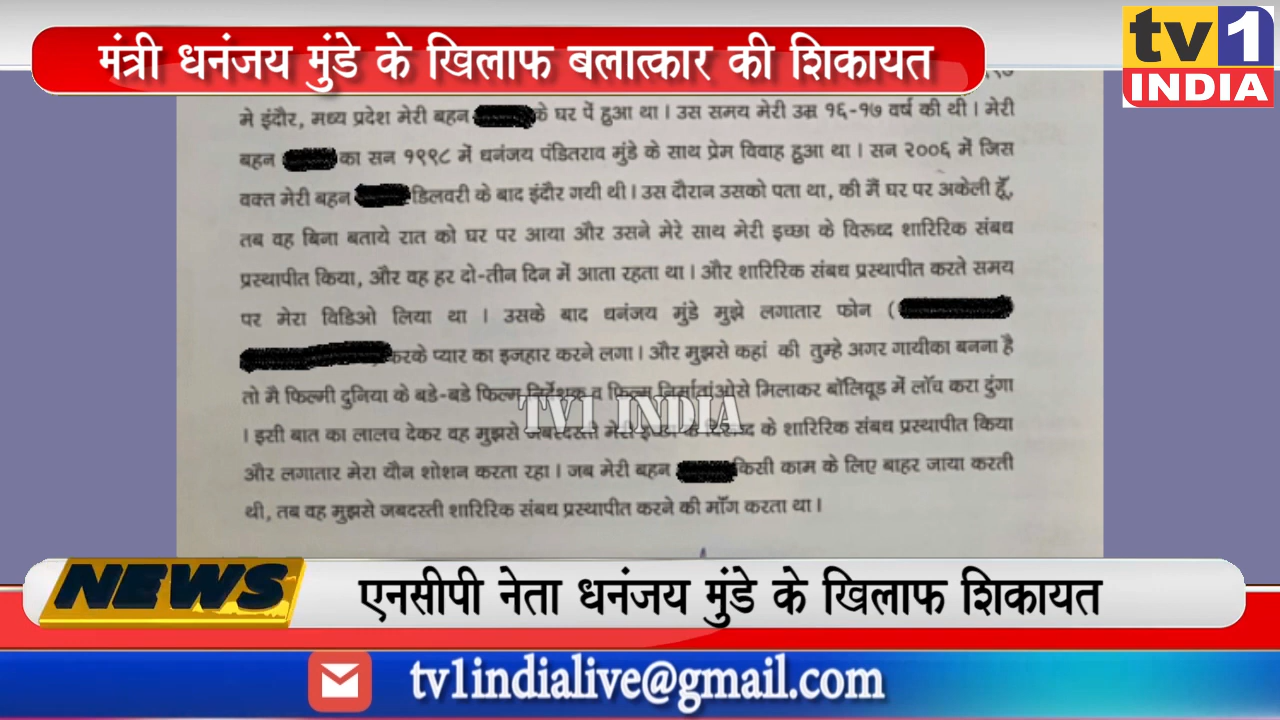 मंत्री धनंजय मुंडे के खिलाफ बलात्कार की शिकायत
tv1
INDIA
मे इंदौर, मध्य प्रदेश मेरी बहन के घर पें हुआ था । उस समय मेरी उम्र १६-१७ वर्ष की थी । मेरी
बहन का सन १९९८ में धनंजय पंडितराव मुंडे के साथ प्रेम विवाह हुआ था । सन २००६ में जिस
वक्त मेरी बहन डिलवरी के बाद इंदौर गयी थी । उस दौरान उसको पता था, की मैं घर पर अकेली हूँ,
तब वह बिना बताये रात को घर पर आया और उसने मेरे साथ मेरी इच्छा के विरूध्द शारिरिक संबध
प्रस्थापीत किया, और वह हर दो-तीन दिन में आता रहता था । और शारिरिक संबध प्रस्थापीत करते समय
पर मेरा विडिओ लिया था । उसके बाद धनंजय मुंडे मुझे लगातार फोन (
करके प्यार का इजहार करने लगा । और मुझसे कहां की तुम्हे अगर गायीका बनना है
तो मै फिल्मी दुनिया के बडे-बडे फिल्म निर्देशक व फिल्म निर्मातांओसे मिलाकर बॉलिवूड में लॉच करा दुंगा
TV1 INDIA
। इसी बात का लालच देकर वह मुझसे जबरदस्ती के शारिरिक संबध प्रस्थापीत किया
और लगातार मेरा यौन शोशन करता रहा । जब मेरी बहन किसी काम के लिए बाहर जाया करती
थी, तब वह मुझसे जबदस्ती शारिरिक संबध प्रस्थापीत करने की मॉंग करता था ।
NEWS
एनसीपी नेता धनंजय मुंडे के खिलाफ शिकायत
tv1indialive@gmail.com